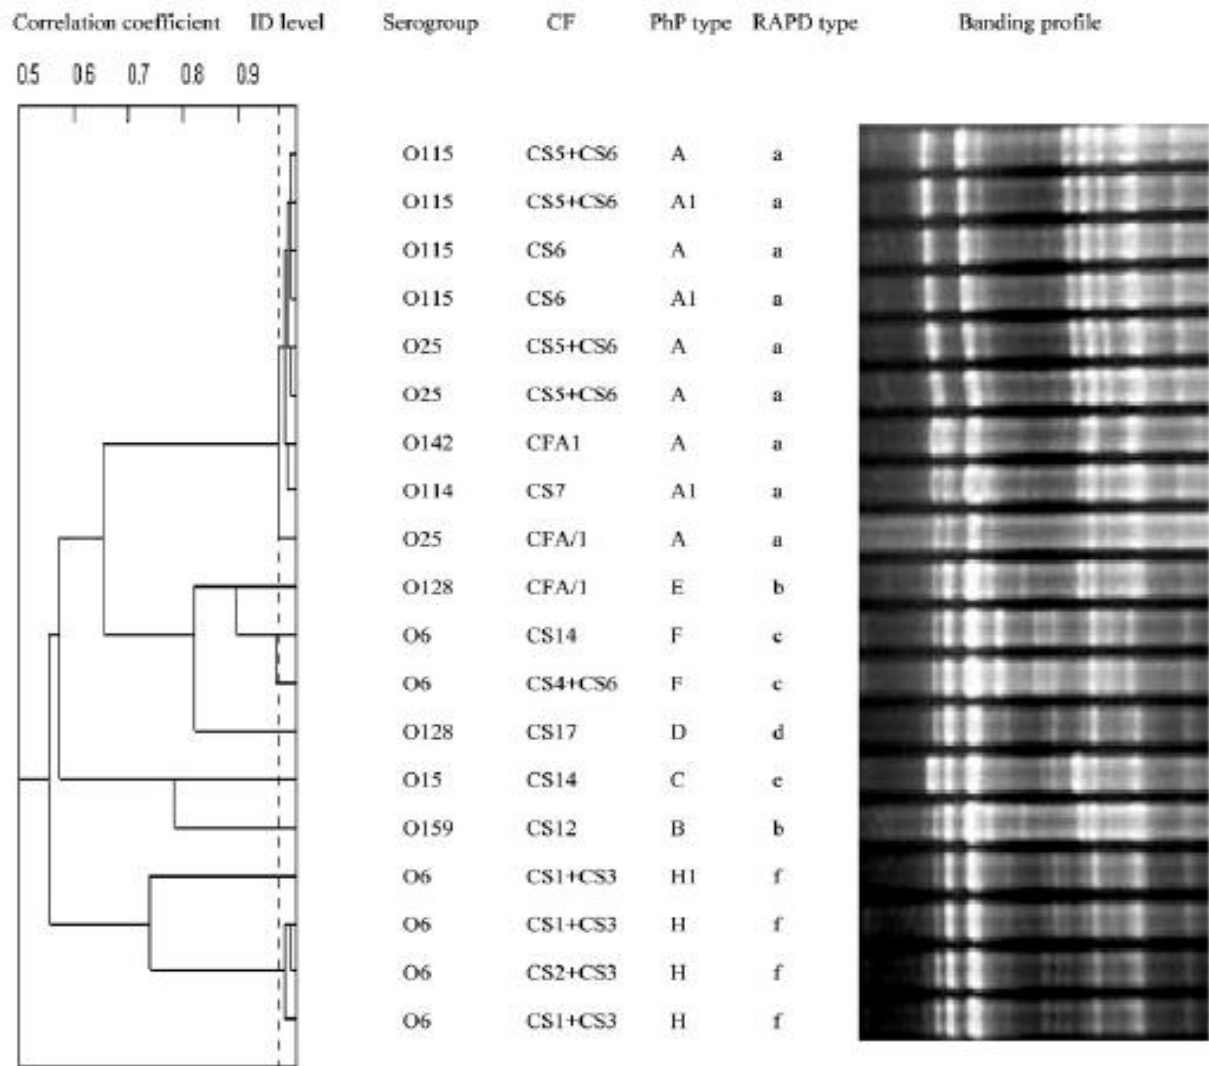 Correlation coefficient ID level Serogroup CF PhP type RAPD type Banding profile
0.5 0.6 0.7 0.8 0.9
O115 CS5+CS6 A a
O115 CS5+CS6 A1 a
O115 CS6 A a
O115 CS6 A1 a
O25 CS5+CS6 A a
O25 CS5+CS6 A a
O142 CFA1 A a
O114 CS7 A1 a
O25 CFA/1 A a
O128 CFA/1 E b
O6 CS14 F c
O6 CS4+CS6 F c
O128 CS17 D d
O15 CS14 C e
O159 CS12 B b
O6 CS1+CS3 H1 f
O6 CS1+CS3 H f
O6 CS2+CS3 H f
O6 CS1+CS3 H f